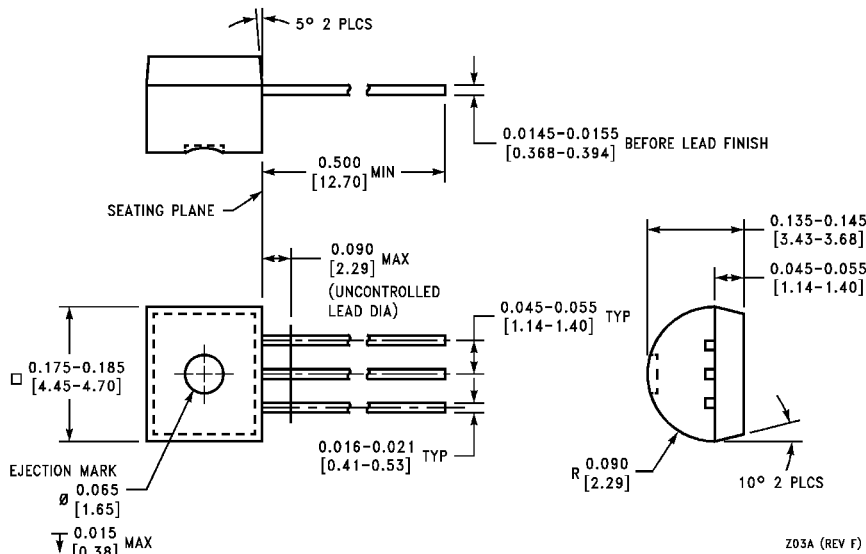 5° 2 PLCS
0.0145-0.0155
[0.368-0.394] BEFORE LEAD FINISH
0.500
[12.70] MIN
SEATING PLANE
0.090
[2.29] MAX
(UNCONTROLLED
LEAD DIA)
0.045-0.055
[1.14-1.40] TYP
0.135-0.145
[3.43-3.68]
0.045-0.055
[1.14-1.40]
□ 0.175-0.185
[4.45-4.70]
0.016-0.021
[0.41-0.53] TYP
EJECTION MARK
Ø 0.065
[1.65]
0.015
[0.38] MAX
R 0.090
[2.29]
10° 2 PLCS
Z03A (REV F)